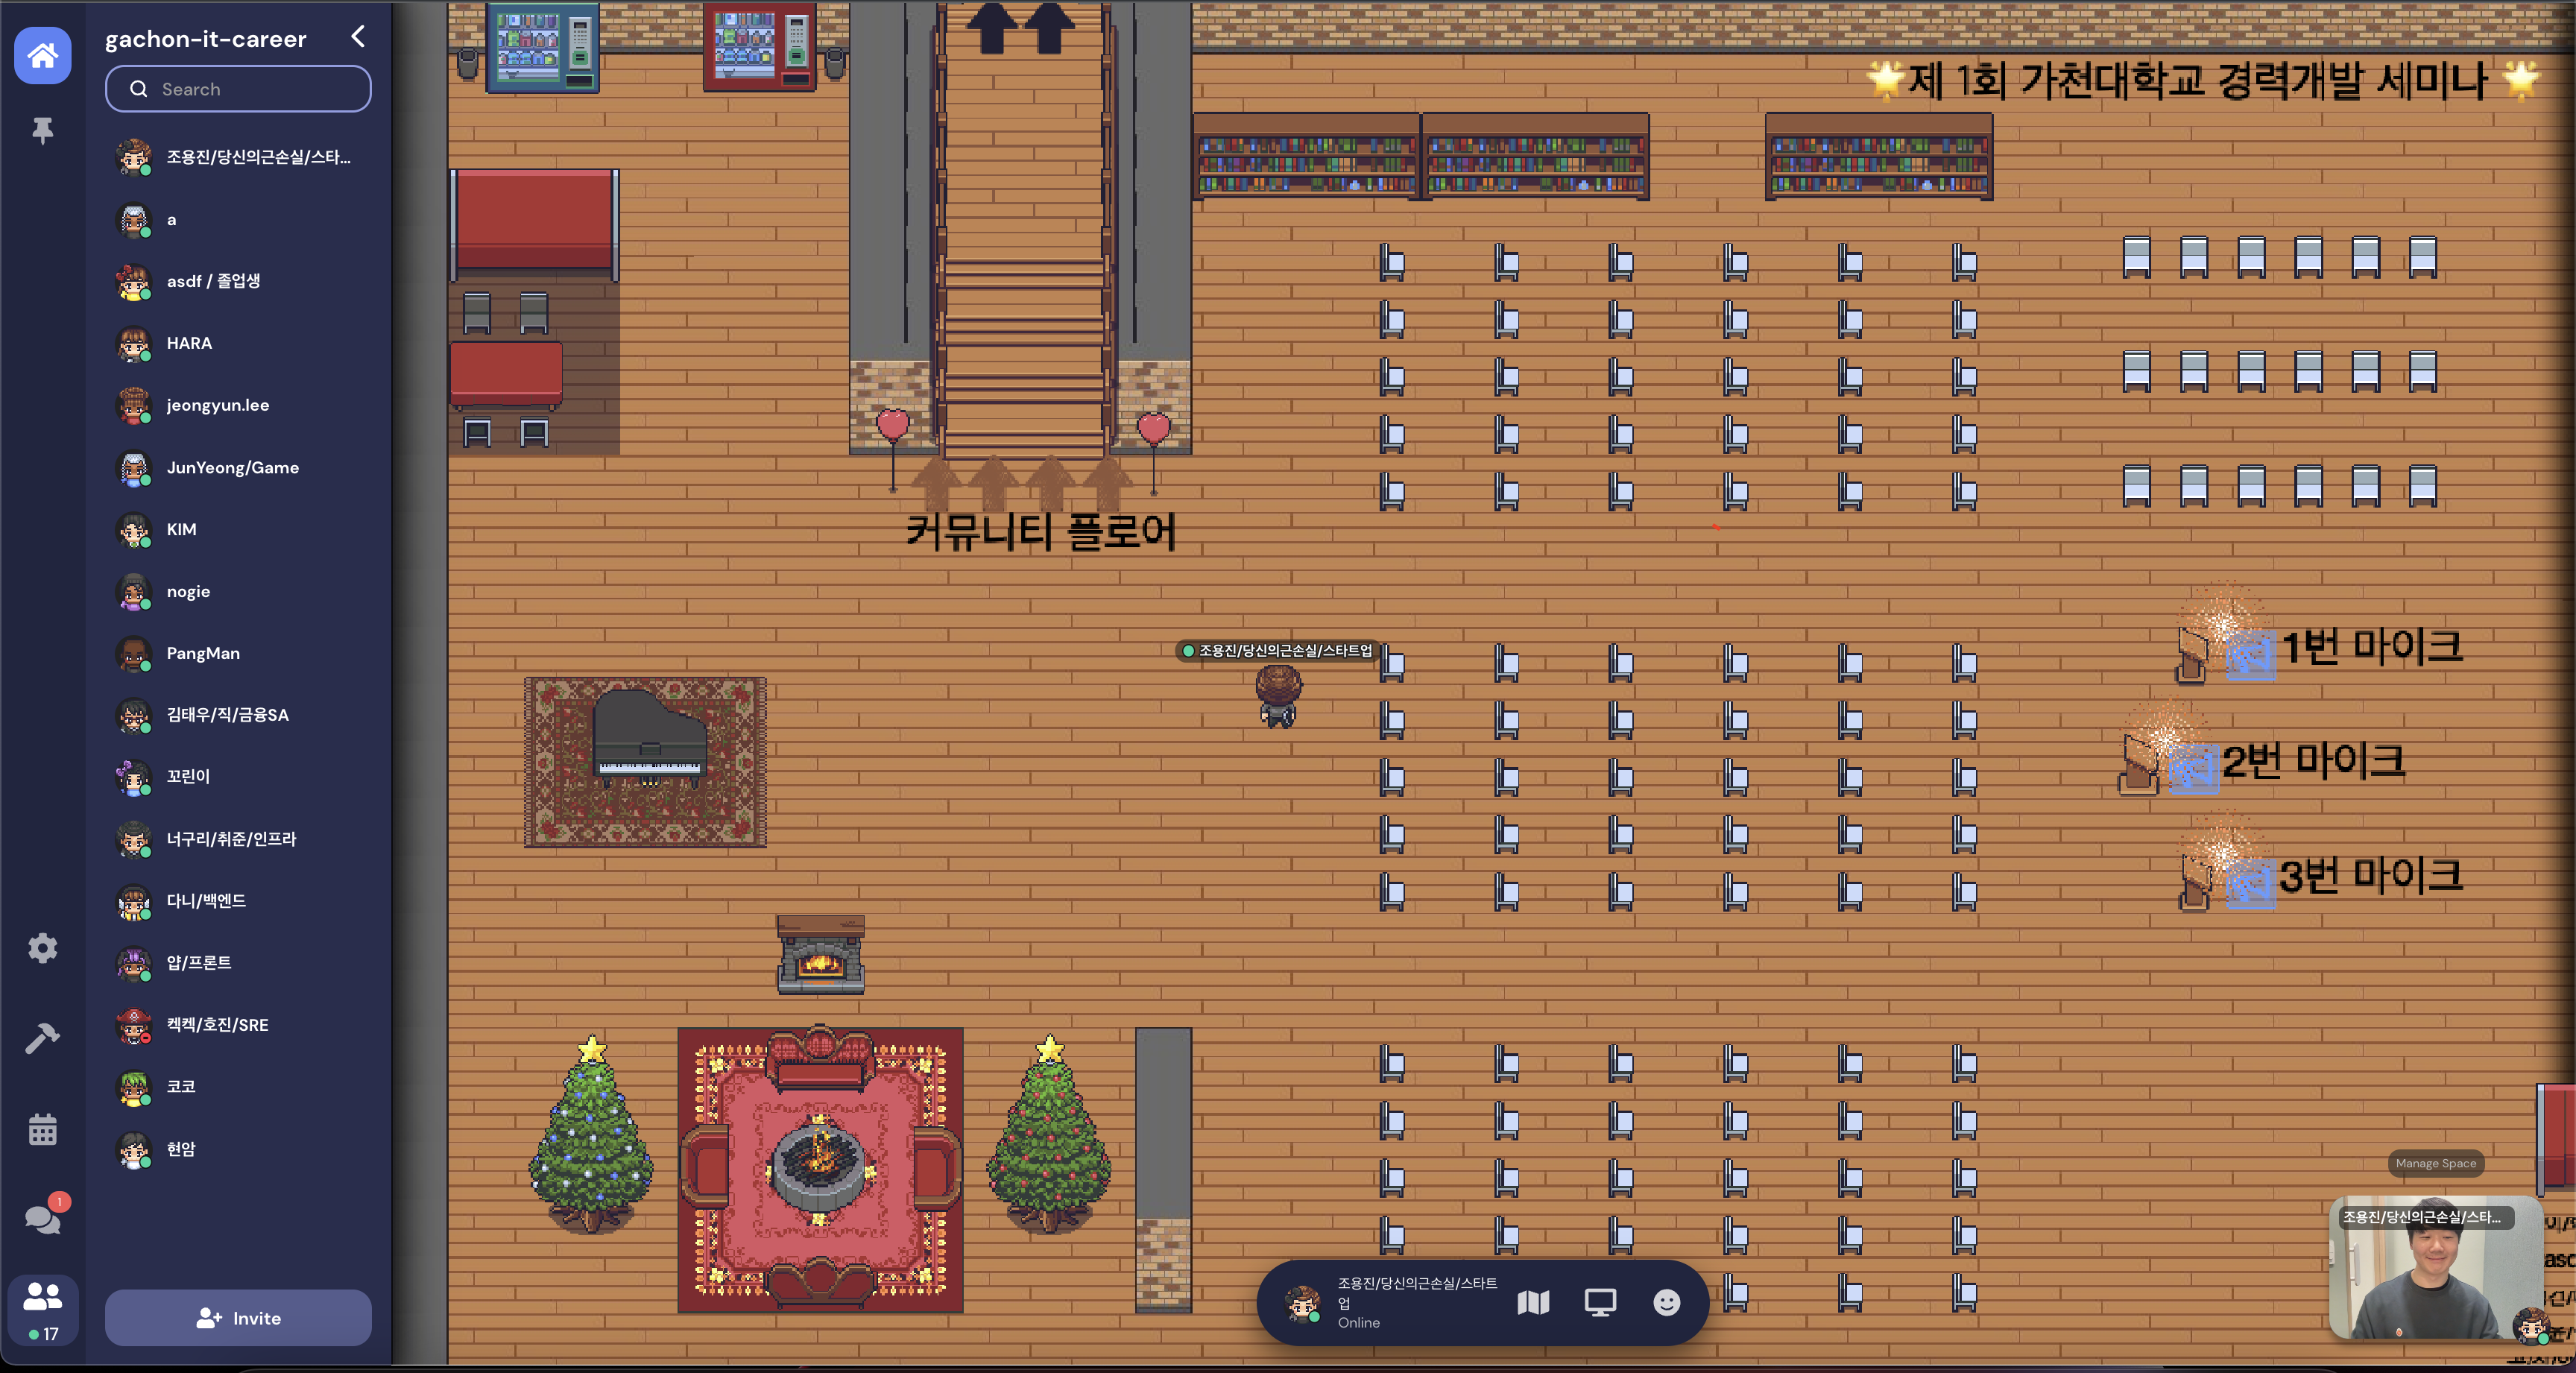 gachon-it-career
Search
조용진/당신의근손실/스타...
a
asdf / 졸업생
HARA
jeongyun.lee
JunYeong/Game
KIM
nogie
PangMan
김태우/직/금융SA
꼬린이
너구리/취준/인프라
다니/백엔드
얍/프론트
켁켁/호진/SRE
코코
현암
1
17
Invite
🌟제 1회 가천대학교 경력개발 세미나 🌟
커뮤니티 플로어
조용진/당신의근손실/스타트업
1번 마이크
2번 마이크
3번 마이크
Manage Space
조용진/당신의근손실/스타...
조용진/당신의근손실/스타트
업
Online